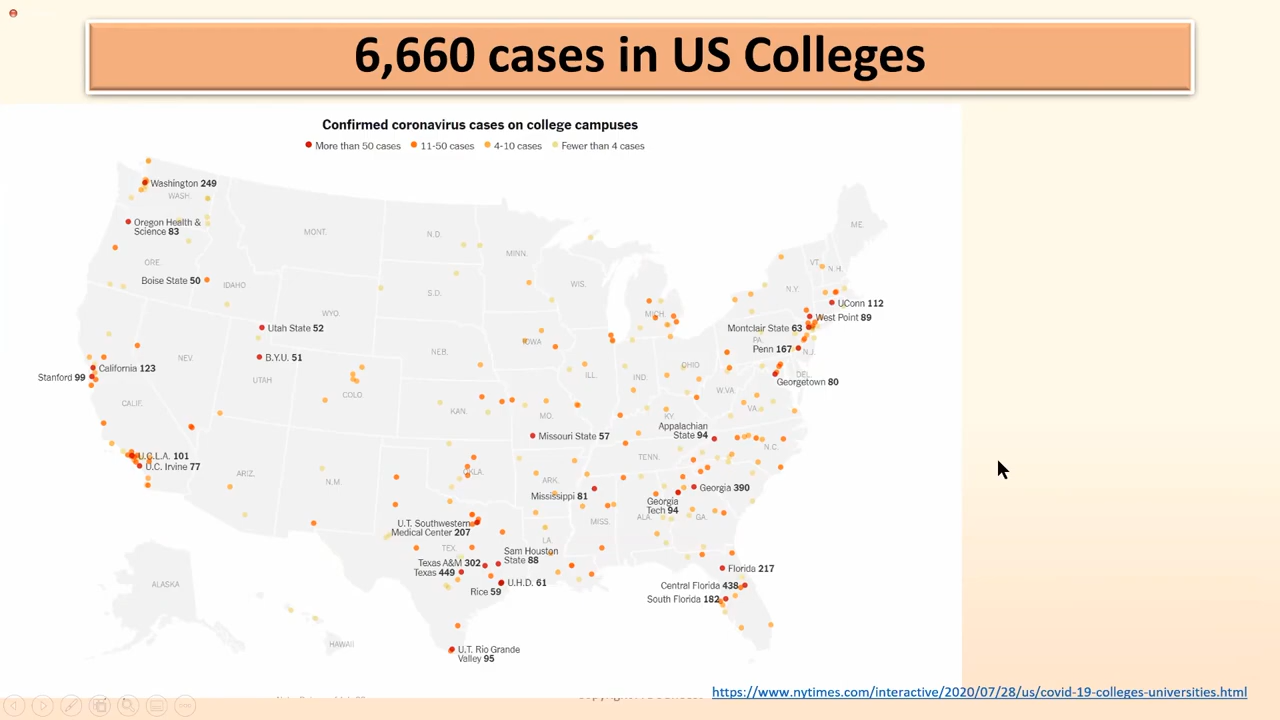 6,660 cases in US Colleges
Confirmed coronavirus cases on college campuses
More than 50 cases 11-50 cases 4-10 cases Fewer than 4 cases
Washington 249
WASH.
Oregon Health &
Science 83
ORE.
Boise State 50
IDAHO
MONT.
N.D.
MINN.
S.D.
WIS.
MICH.
ME.
VT.
N.H.
N.Y.
UConn 112
West Point 89
Montclair State 63
PA.
Penn 167
N.J.
DEL.
Georgetown 80
WYO.
Utah State 52
B.Y.U. 51
NEV.
UTAH
California 123
Stanford 99
CALIF.
COLO.
NEB.
IOWA
ILL.
IND.
OHIO
W.VA.
VA.
KAN.
MO.
KY.
Missouri State 57
Appalachian
State 94
N.C.
TENN.
U.C.L.A. 101
U.C. Irvine 77
ARIZ.
N.M.
OKLA.
ARK.
Mississippi 81
MISS.
ALA.
GA.
Georgia 390
Georgia
Tech 94
U.T. Southwestern
Medical Center 207
TEX.
LA.
Sam Houston
State 88
Texas A&M 302
Texas 449
U.H.D. 61
Rice 59
Florida 217
Central Florida 438
South Florida 182
ALASKA
HAWAII
U.T. Rio Grande
Valley 95
https://www.nytimes.com/interactive/2020/07/28/us/covid-19-colleges-universities.html